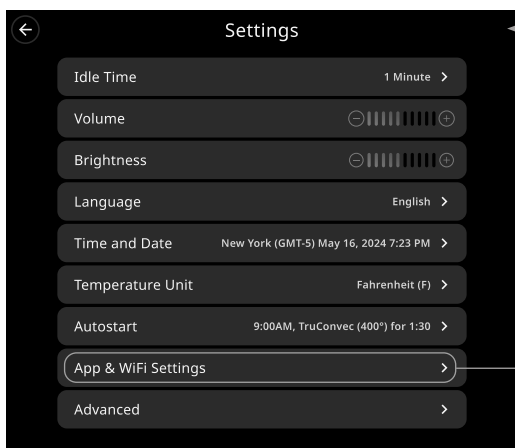 Settings
Idle Time 1 Minute
Volume
Brightness
Language English
Time and Date New York (GMT-5) May 16, 2024 7:23 PM
Temperature Unit Fahrenheit (F)
Autostart 9:00AM, TruConvec (400°) for 1:30
App & WiFi Settings
Advanced